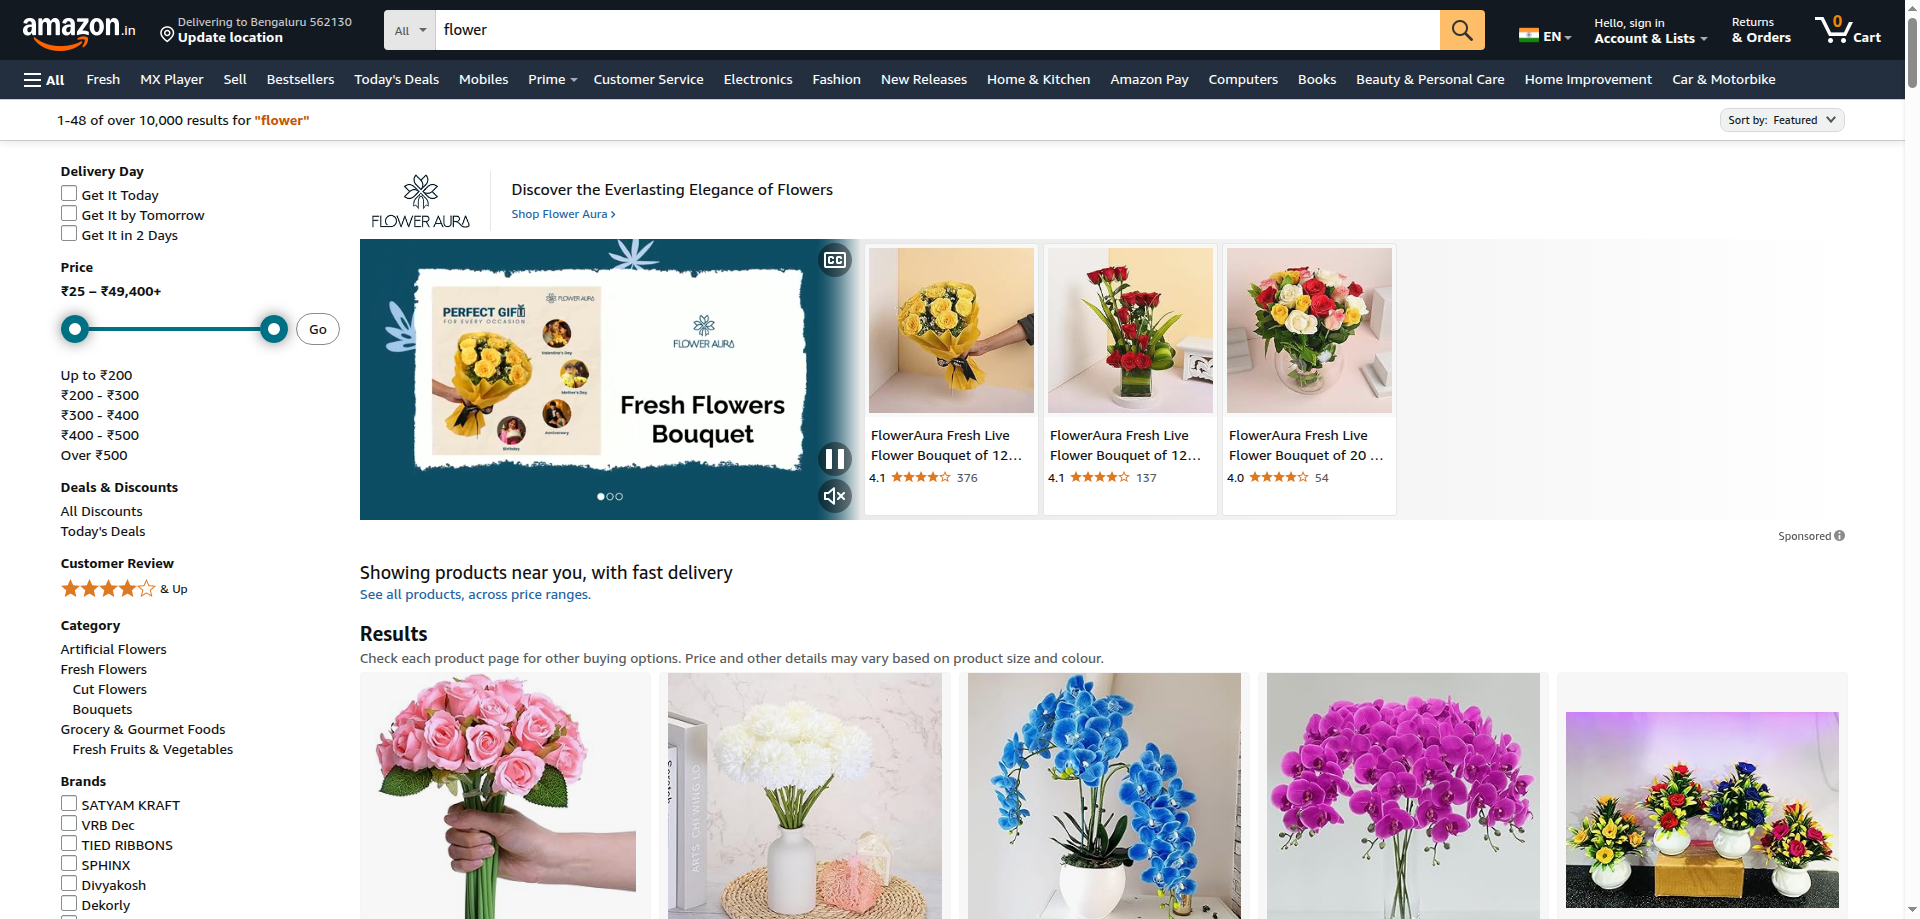 amazon.in
Delivering to Bengaluru 562130
Update location
All
flower
EN
Hello, sign in
Account & Lists
Returns
& Orders
0
Cart
All
Fresh
MX Player
Sell
Bestsellers
Today's Deals
Mobiles
Prime
Customer Service
Electronics
Fashion
New Releases
Home & Kitchen
Amazon Pay
Computers
Books
Beauty & Personal Care
Home Improvement
Car & Motorbike
1-48 of over 10,000 results for "flower"
Sort by: Featured
Delivery Day
Get It Today
Get It by Tomorrow
Get It in 2 Days
Price
₹25 – ₹49,400+
Go
Up to ₹200
₹200 - ₹300
₹300 - ₹400
₹400 - ₹500
Over ₹500
Deals & Discounts
All Discounts
Today's Deals
Customer Review
& Up
Category
Artificial Flowers
Fresh Flowers
Cut Flowers
Bouquets
Grocery & Gourmet Foods
Fresh Fruits & Vegetables
Brands
SATYAM KRAFT
VRB Dec
TIED RIBBONS
SPHINX
Divyakosh
Dekorly
FLOWER AURA
Discover the Everlasting Elegance of Flowers
Shop Flower Aura ›
CC
FLOWER AURA
PERFECT GIFT
FOR EVERY OCCASION
Valentine's Day
Mother's Day
Anniversary
Birthday
FLOWER AURA
Fresh Flowers
Bouquet
FlowerAura Fresh Live
Flower Bouquet of 12...
4.1
376
FlowerAura Fresh Live
Flower Bouquet of 12...
4.1
137
FlowerAura Fresh Live
Flower Bouquet of 20 ...
4.0
54
Sponsored
Showing products near you, with fast delivery
See all products, across price ranges.
Results
Check each product page for other buying options. Price and other details may vary based on product size and colour.